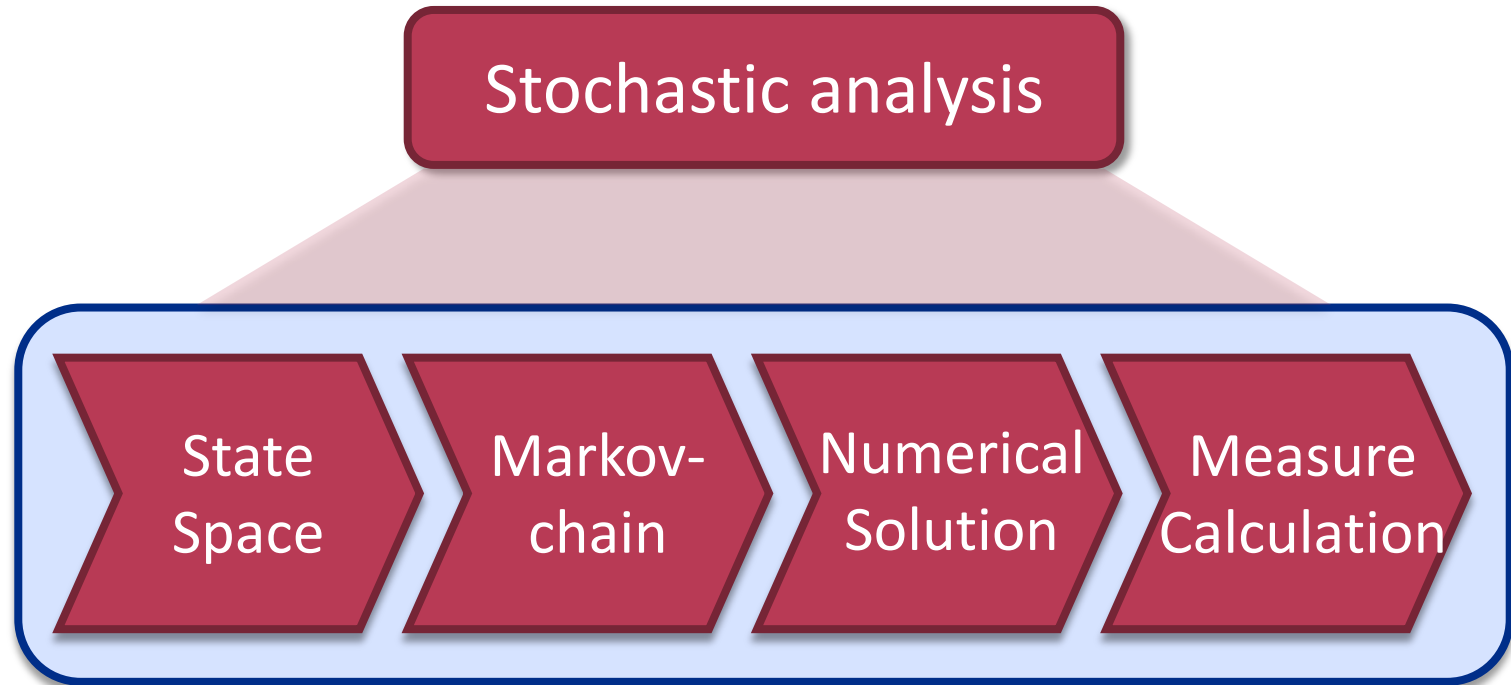 Stochastic analysis
State
Space
Markov-
chain
Numerical
Solution
Measure
Calculation